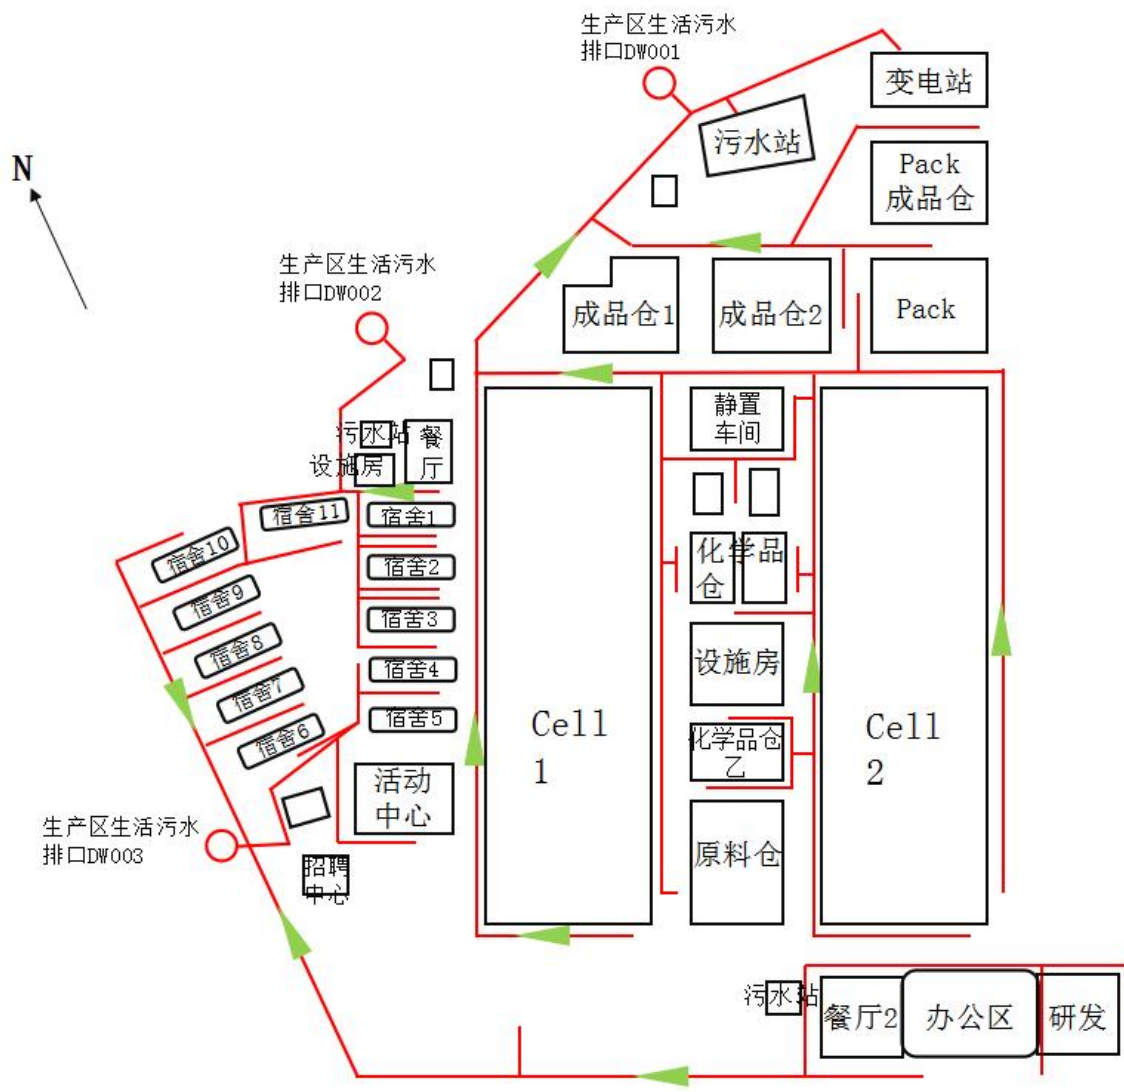 生产区生活污水
排口DW001
变电站
污水站
N
Pack
成品仓
生产区生活污水
排口DW002
成品仓1
成品仓2
Pack
静置
车间
污水站
餐
厅
设施房
宿舍11
宿舍1
宿舍10
宿舍2
化学品
仓
宿舍9
宿舍3
宿舍8
宿舍4
设施房
宿舍7
宿舍5
宿舍6
Cell
1
化学品仓
乙
Cell
2
活动
中心
生产区生活污水
排口DW003
原料仓
招聘
中心
污水站
餐厅2
办公区
研发